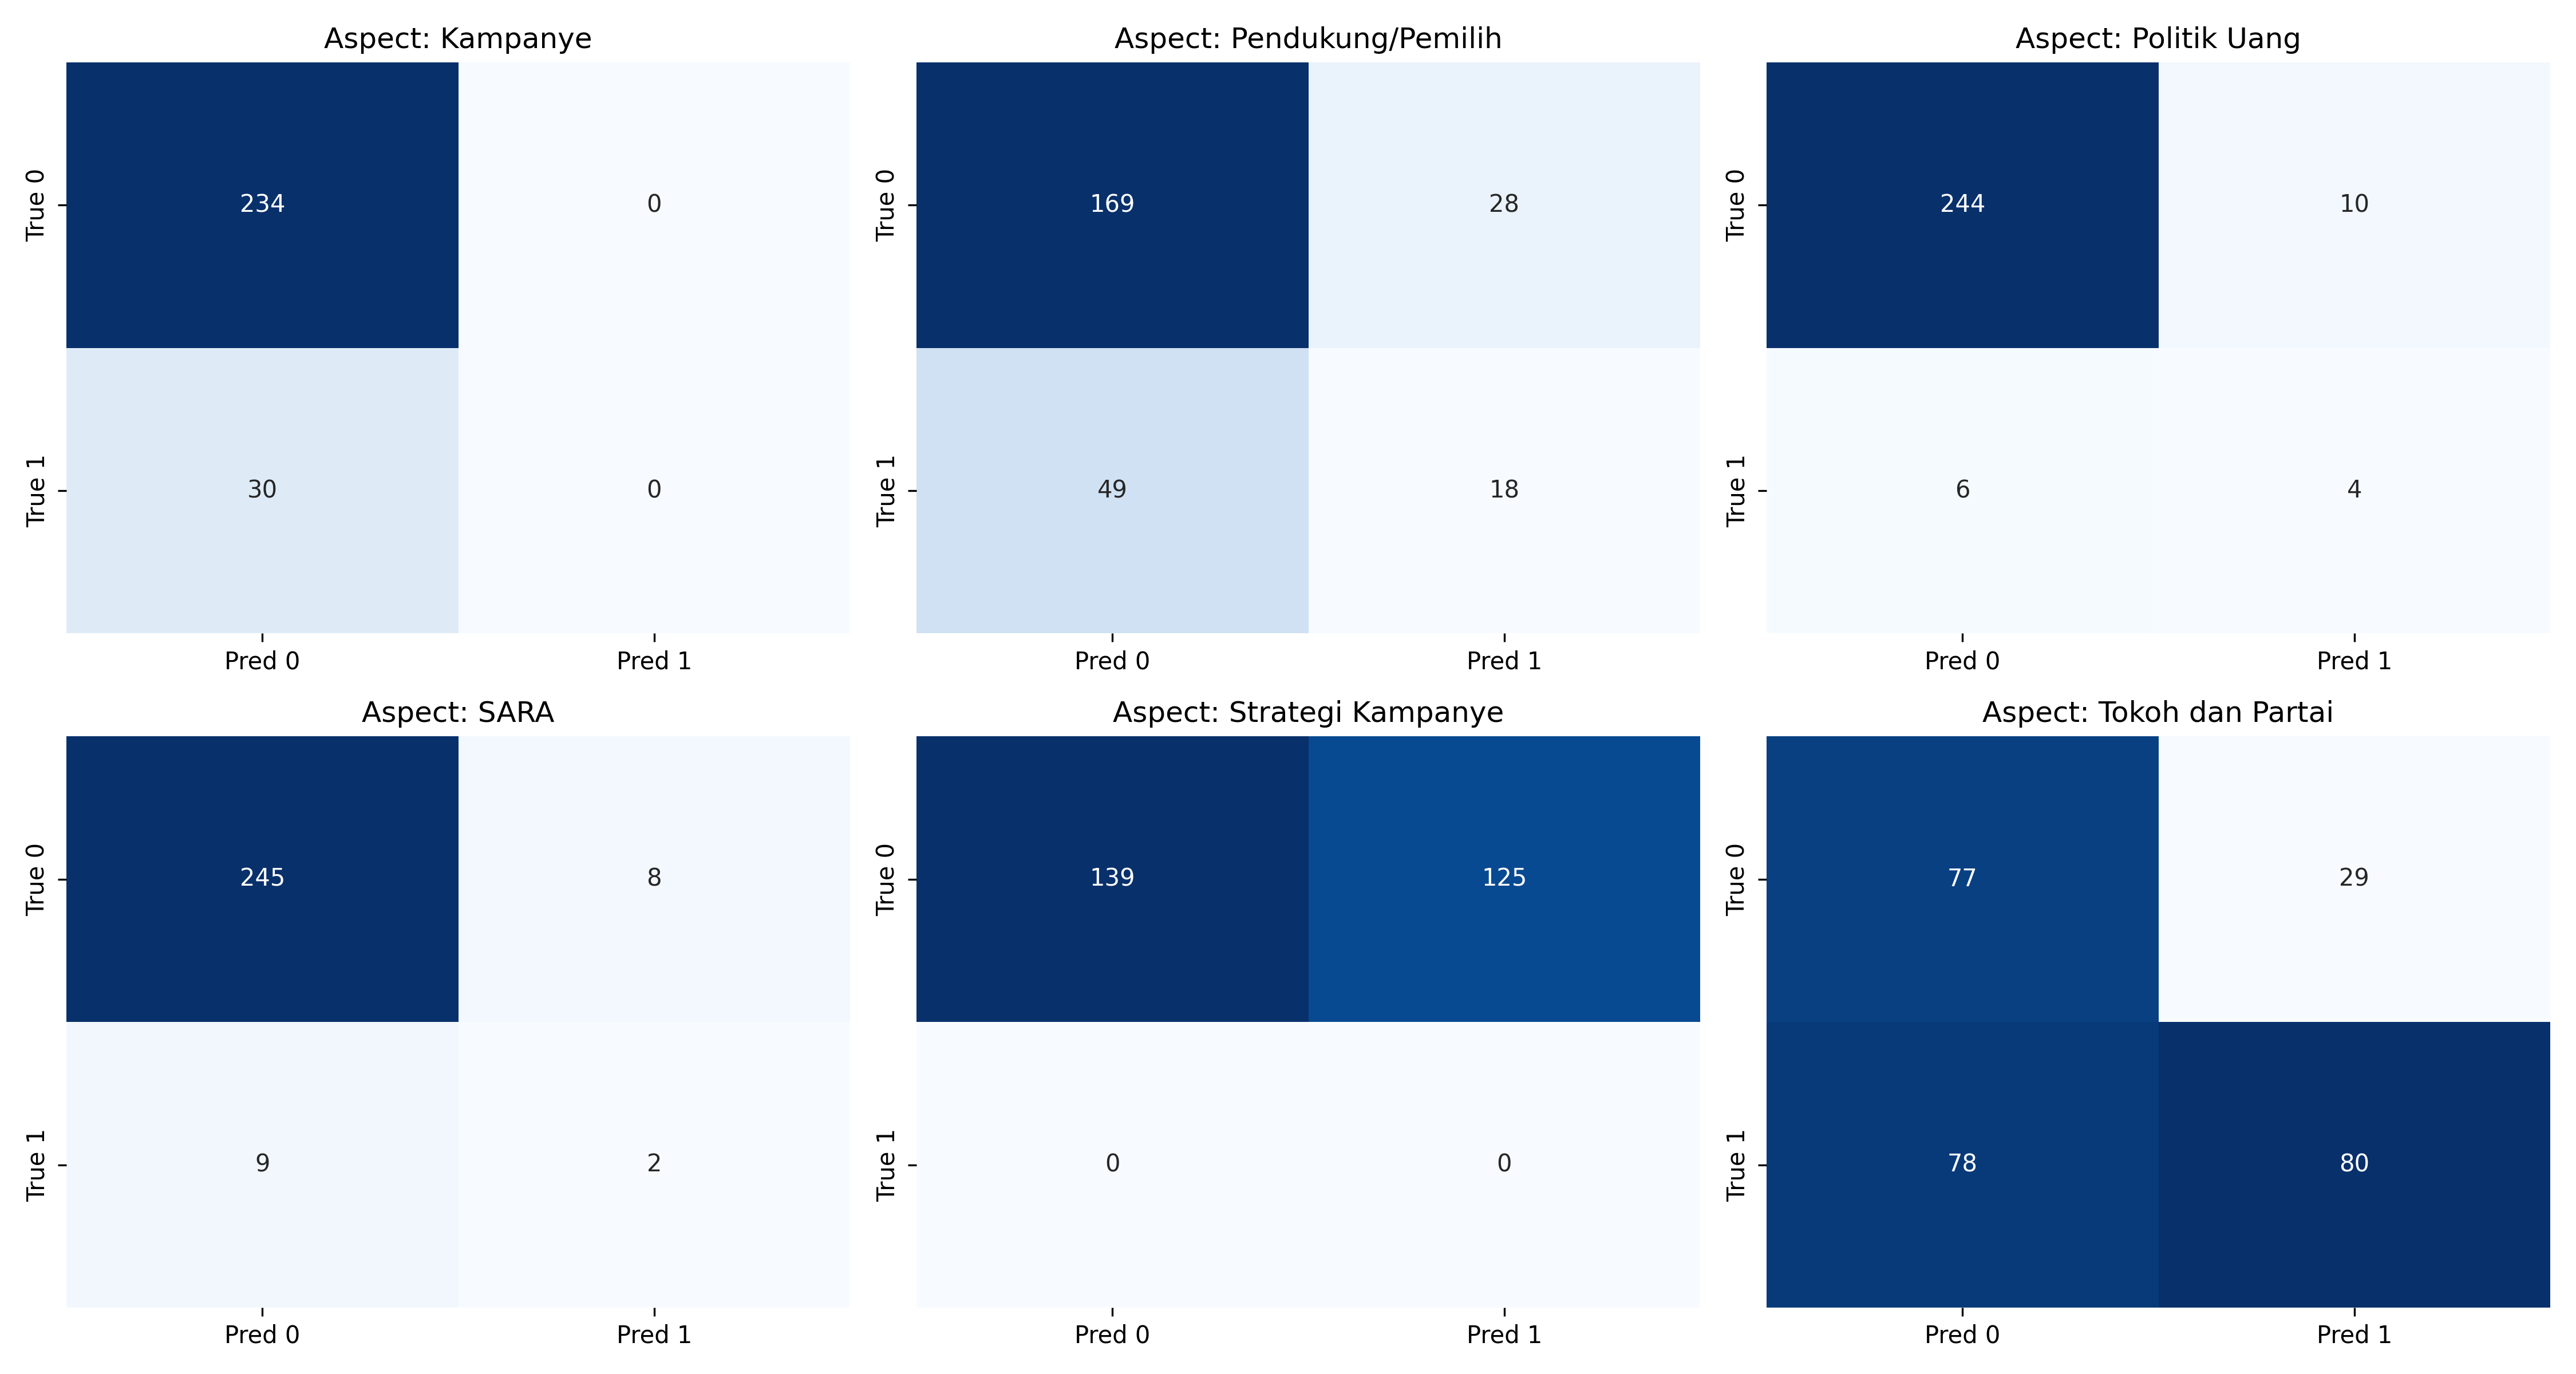 Aspect: Kampanye
True 0
234
0
True 1
30
0
Pred 0
Pred 1
Aspect: Pendukung/Pemilih
True 0
169
28
True 1
49
18
Pred 0
Pred 1
Aspect: Politik Uang
True 0
244
10
True 1
6
4
Pred 0
Pred 1
Aspect: SARA
True 0
245
8
True 1
9
2
Pred 0
Pred 1
Aspect: Strategi Kampanye
True 0
139
125
True 1
0
0
Pred 0
Pred 1
Aspect: Tokoh dan Partai
True 0
77
29
True 1
78
80
Pred 0
Pred 1